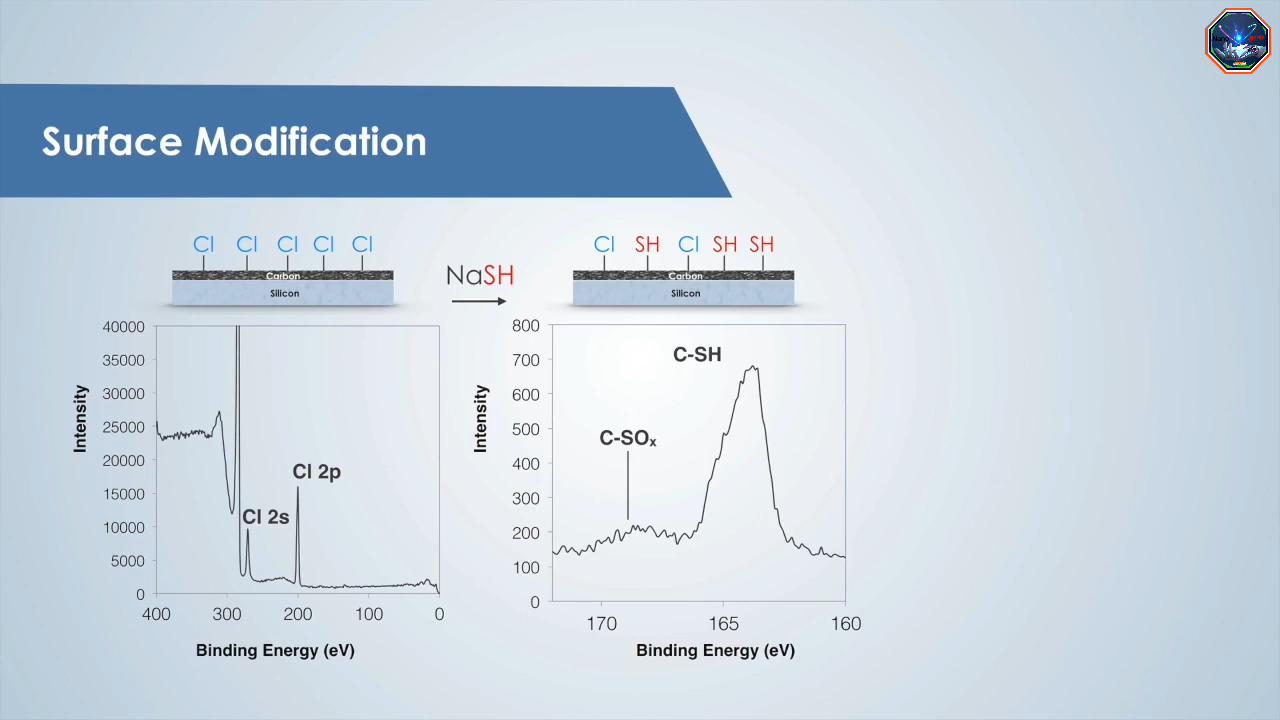 Surface Modification
Cl Cl Cl Cl Cl
Carbon
Silicon
NaSH
Cl SH Cl SH SH
Carbon
Silicon
40000
35000
30000
25000
20000
15000
10000
5000
0
Intensity
Cl 2s
Cl 2p
400 300 200 100 0
Binding Energy (eV)
800
700
600
500
400
300
200
100
0
Intensity
C-SH
C-SOₓ
170 165 160
Binding Energy (eV)